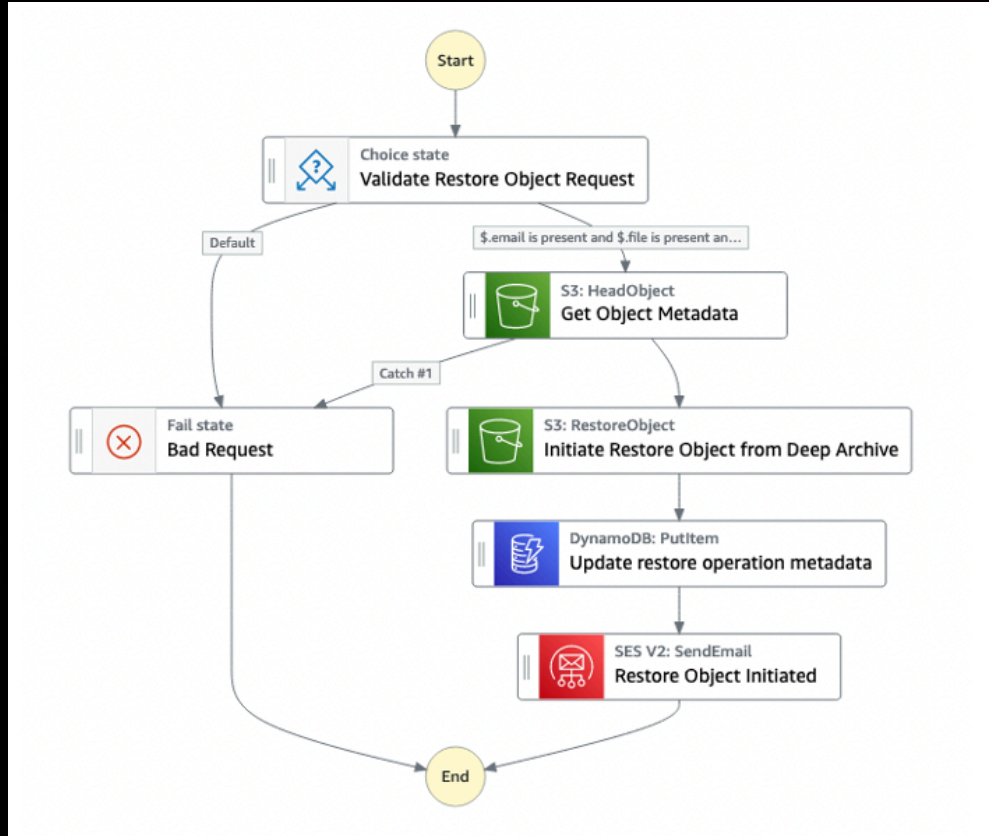 Start
Choice state
Validate Restore Object Request
Default
$.email is present and $.file is present an...
S3: HeadObject
Get Object Metadata
Catch #1
Fail state
Bad Request
S3: RestoreObject
Initiate Restore Object from Deep Archive
DynamoDB: PutItem
Update restore operation metadata
SES V2: SendEmail
Restore Object Initiated
End